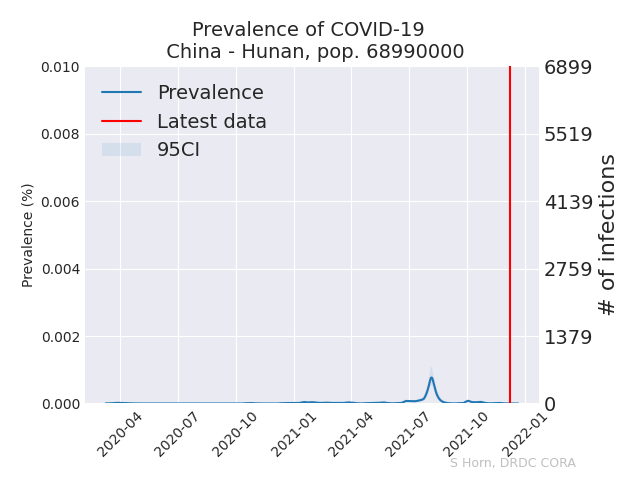 Prevalence of COVID-19
China - Hunan, pop. 68990000
Prevalence
Latest data
95CI
Prevalence (%)
0.010
0.008
0.006
0.004
0.002
0.000
6899
5519
4139
2759
1379
0
# of infections
2020-04
2020-07
2020-10
2021-01
2021-04
2021-07
2021-10
2022-01
S Horn, DRDC CORA